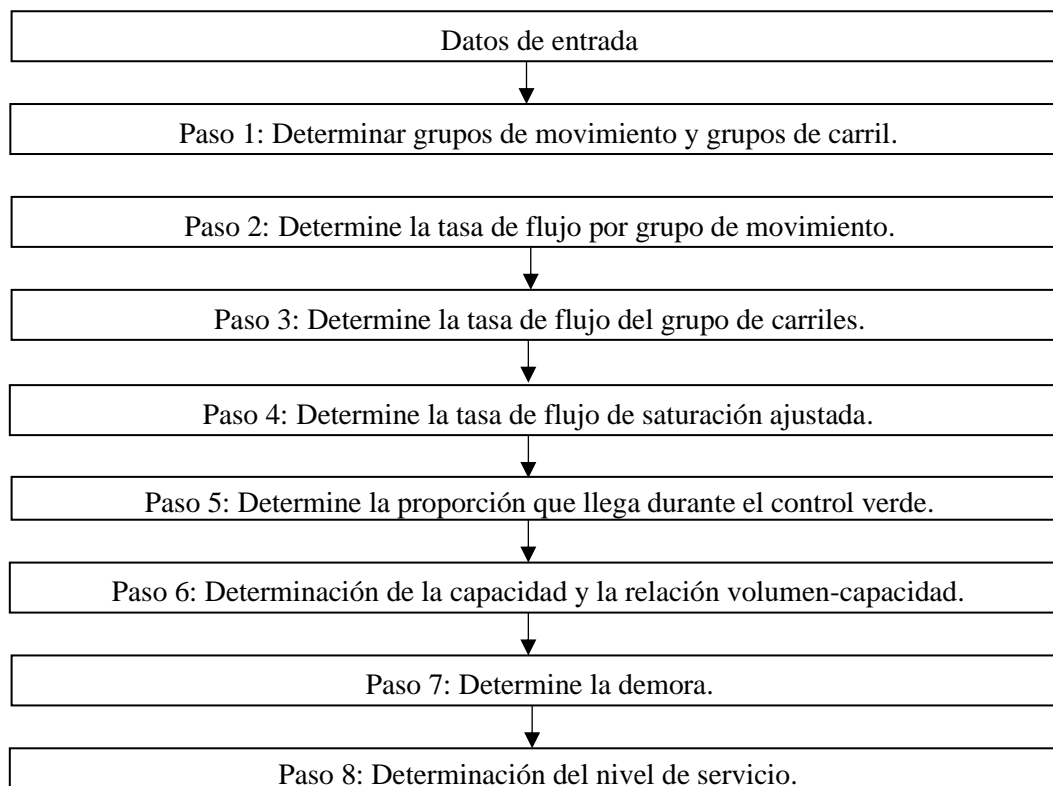 Datos de entrada
Paso 1: Determinar grupos de movimiento y grupos de carril.
Paso 2: Determine la tasa de flujo por grupo de movimiento.
Paso 3: Determine la tasa de flujo del grupo de carriles.
Paso 4: Determine la tasa de flujo de saturación ajustada.
Paso 5: Determine la proporción que llega durante el control verde.
Paso 6: Determinación de la capacidad y la relación volumen-capacidad.
Paso 7: Determine la demora.
Paso 8: Determinación del nivel de servicio.